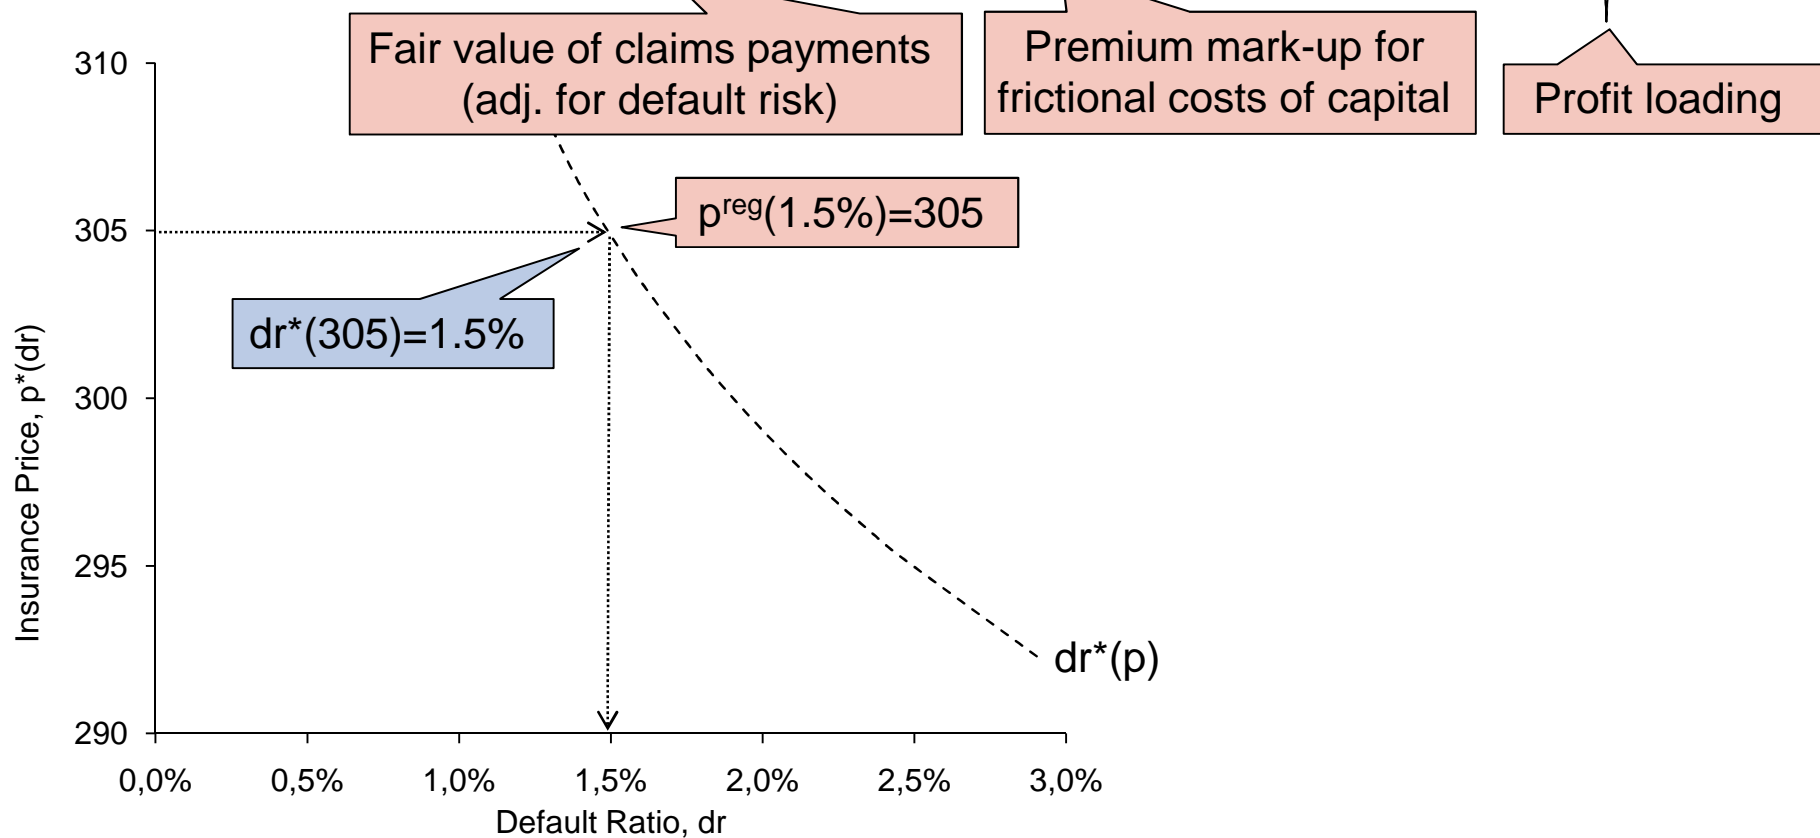 Fair value of claims payments
(adj. for default risk)
Premium mark-up for
frictional costs of capital
Profit loading
310
305
300
295
290
Insurance Price, p*(dr)
p^reg(1.5%)=305
dr*(305)=1.5%
dr*(p)
0,0%
0,5%
1,0%
1,5%
2,0%
2,5%
3,0%
Default Ratio, dr